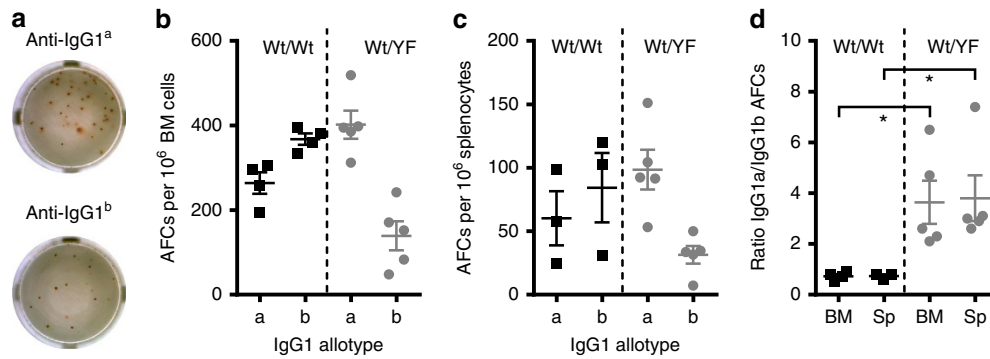 a
Anti-IgG1ᵃ
Anti-IgG1ᵇ
b
AFCs per 10⁶ BM cells
600
400
200
0
Wt/Wt Wt/YF
a b a b
IgG1 allotype
c
AFCs per 10⁶ splenocytes
200
150
100
50
0
Wt/Wt Wt/YF
a b a b
IgG1 allotype
d
Ratio IgG1a/IgG1b AFCs
10
8
6
4
2
0
Wt/Wt Wt/YF
*
*
BM Sp BM Sp